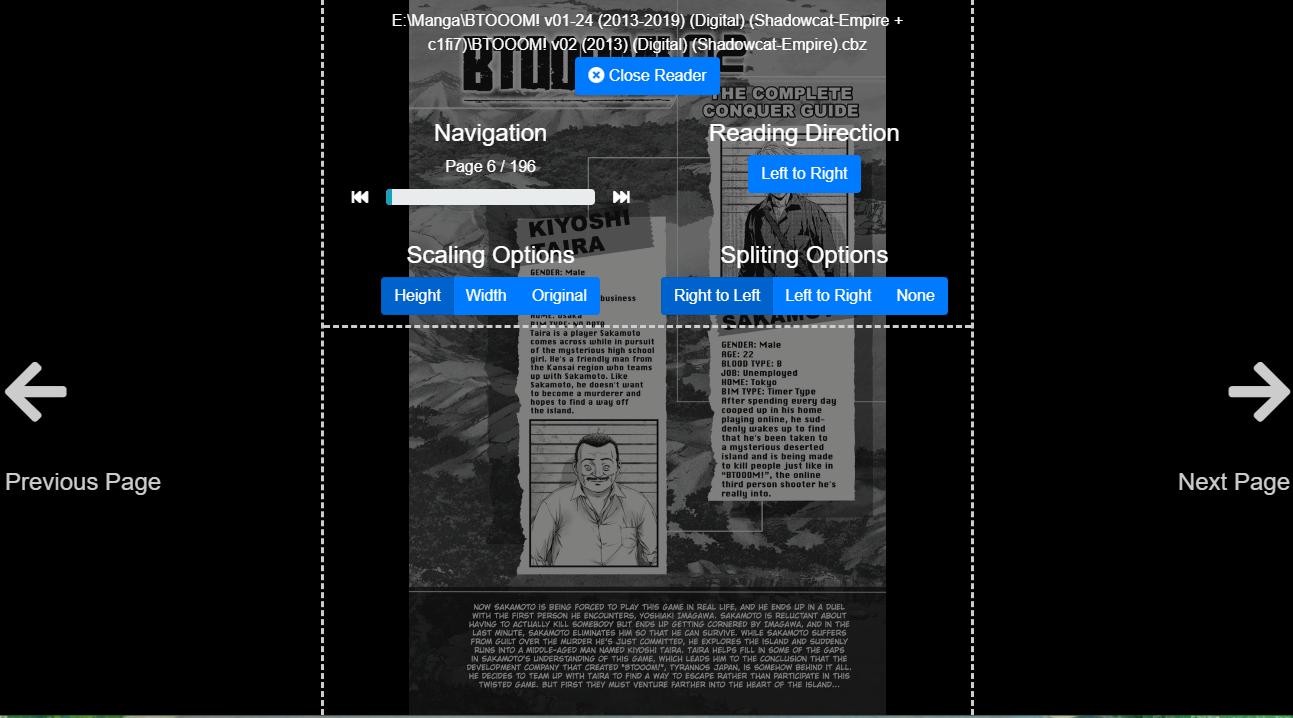 E:\Manga\BTOOOM! v01-24 (2013-2019) (Digital) (Shadowcat-Empire +
c1fi7)\BTOOOM! v02 (2013) (Digital) (Shadowcat-Empire).cbz
Close Reader
02
THE COMPLETE
CONQUER GUIDE
Navigation
Page 6 / 196
Reading Direction
Left to Right
Scaling Options
Height
Width
Original
Spliting Options
Right to Left
Left to Right
None
Previous Page
Next Page
KIYOSHI
TAIRA
GENDER: Male
business
HOME: Osaka
BIM TYPE:
Taira is a player Sakamoto
comes across while in pursuit
of the mysterious high school
girl. He's a friendly man from
the Kansai region who teams
up with Sakamoto. Like
Sakamoto, he doesn't want
to become a murderer and
hopes to find a way off
the island.
GENDER: Male
AGE: 22
BLOOD TYPE: B
JOB: Unemployed
HOME: Tokyo
BIM TYPE: Timer Type
After spending every day
cooped up in his home
playing online, he sud-
denly wakes up to find
that he's been taken to
a mysterious deserted
island and is being made
to kill people just like in
"BTOOOM!", the online
third person shooter he's
really into.
NOW SAKAMOTO IS BEING FORCED TO PLAY THIS GAME IN REAL LIFE, AND HE ENDS UP IN A DUEL
WITH THE FIRST PERSON HE ENCOUNTERS, YOSHIAKI IMAGAWA. SAKAMOTO IS RELUCTANT ABOUT
HAVING TO ACTUALLY KILL SOMEBODY BUT ENDS UP GETTING CORNERED BY IMAGAWA, AND IN THE
LAST MINUTE, SAKAMOTO ELIMINATES HIM SO THAT HE CAN SURVIVE. WHILE SAKAMOTO SUFFERS
FROM GUILT OVER THE MURDER HE'S JUST COMMITTED, HE EXPLORES THE ISLAND AND SUDDENLY
RUNS INTO A MIDDLE-AGED MAN NAMED KIYOSHI TAIRA. TAIRA HELPS FILL IN SOME OF THE GAPS
IN SAKAMOTO'S UNDERSTANDING OF THIS GAME, WHICH LEADS HIM TO THE CONCLUSION THAT THE
DEVELOPMENT COMPANY THAT CREATED "BTOOOM!", TYRANNOS JAPAN, IS SOMEHOW BEHIND IT ALL.
HE DECIDES TO TEAM UP WITH TAIRA TO FIND A WAY TO ESCAPE RATHER THAN PARTICIPATE IN THIS
TWISTED GAME. BUT FIRST THEY MUST VENTURE FARTHER INTO THE HEART OF THE ISLAND...